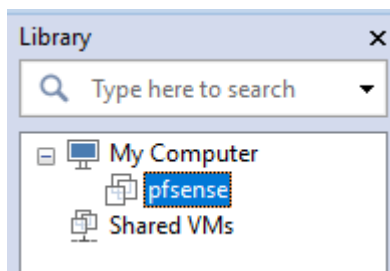 Library
Type here to search
My Computer
pfsense
Shared VMs